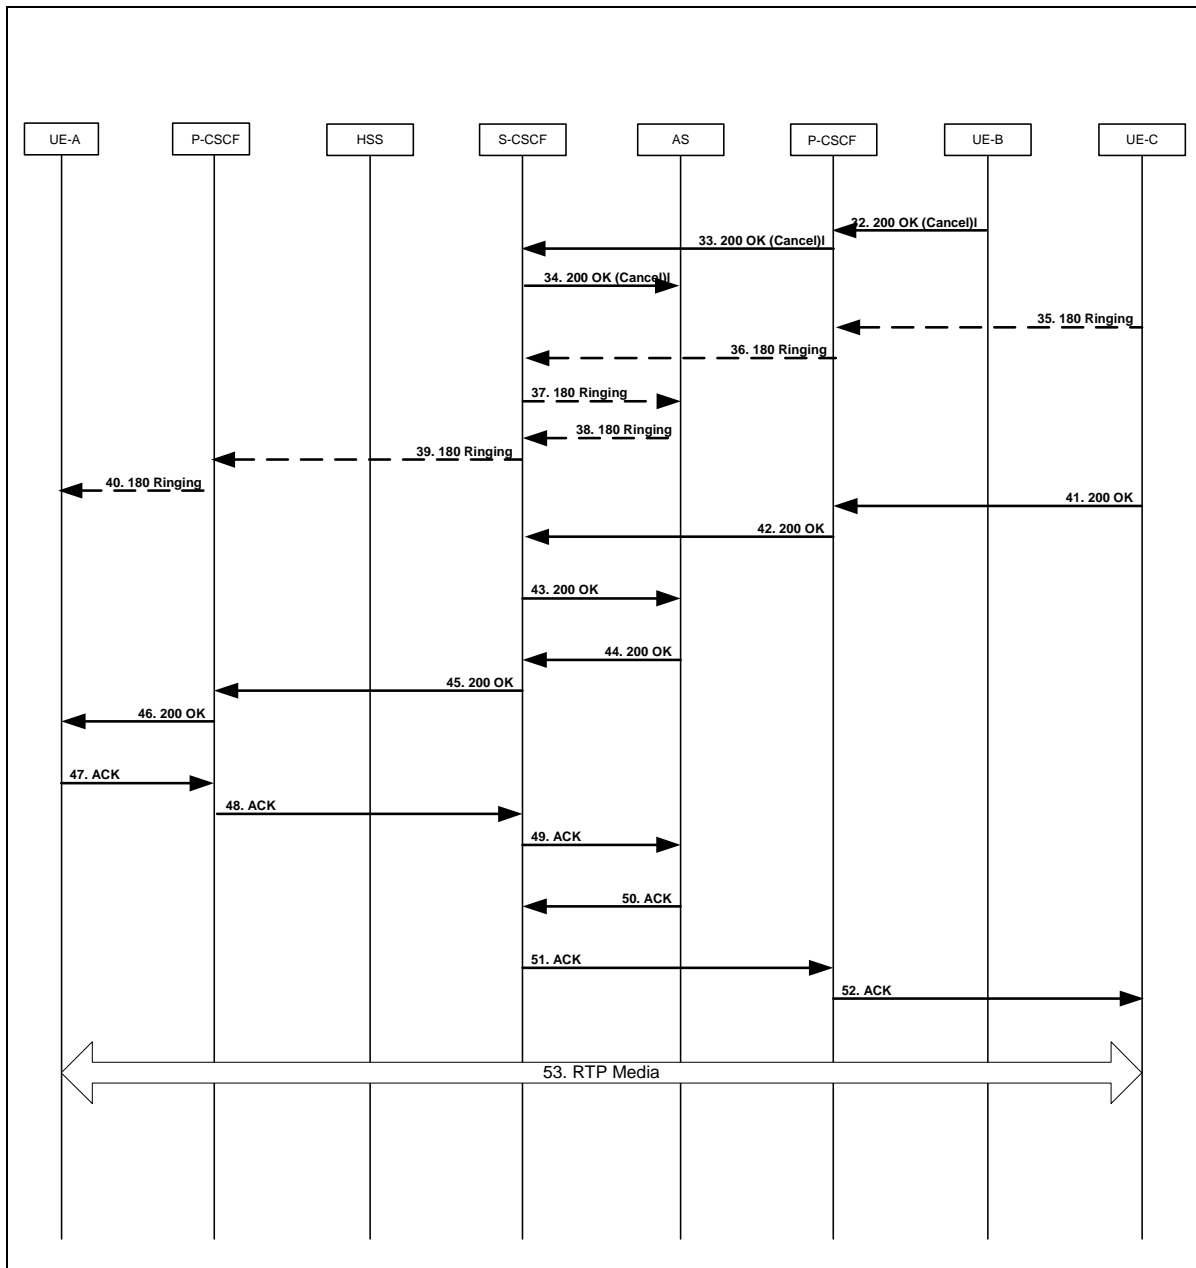 UE-A
P-CSCF
HSS
S-CSCF
AS
P-CSCF
UE-B
UE-C
32. 200 OK (Cancel)l
33. 200 OK (Cancel)l
34. 200 OK (Cancel)l
35. 180 Ringing
36. 180 Ringing
37. 180 Ringing
38. 180 Ringing
39. 180 Ringing
40. 180 Ringing
41. 200 OK
42. 200 OK
43. 200 OK
44. 200 OK
45. 200 OK
46. 200 OK
47. ACK
48. ACK
49. ACK
50. ACK
51. ACK
52. ACK
53. RTP Media